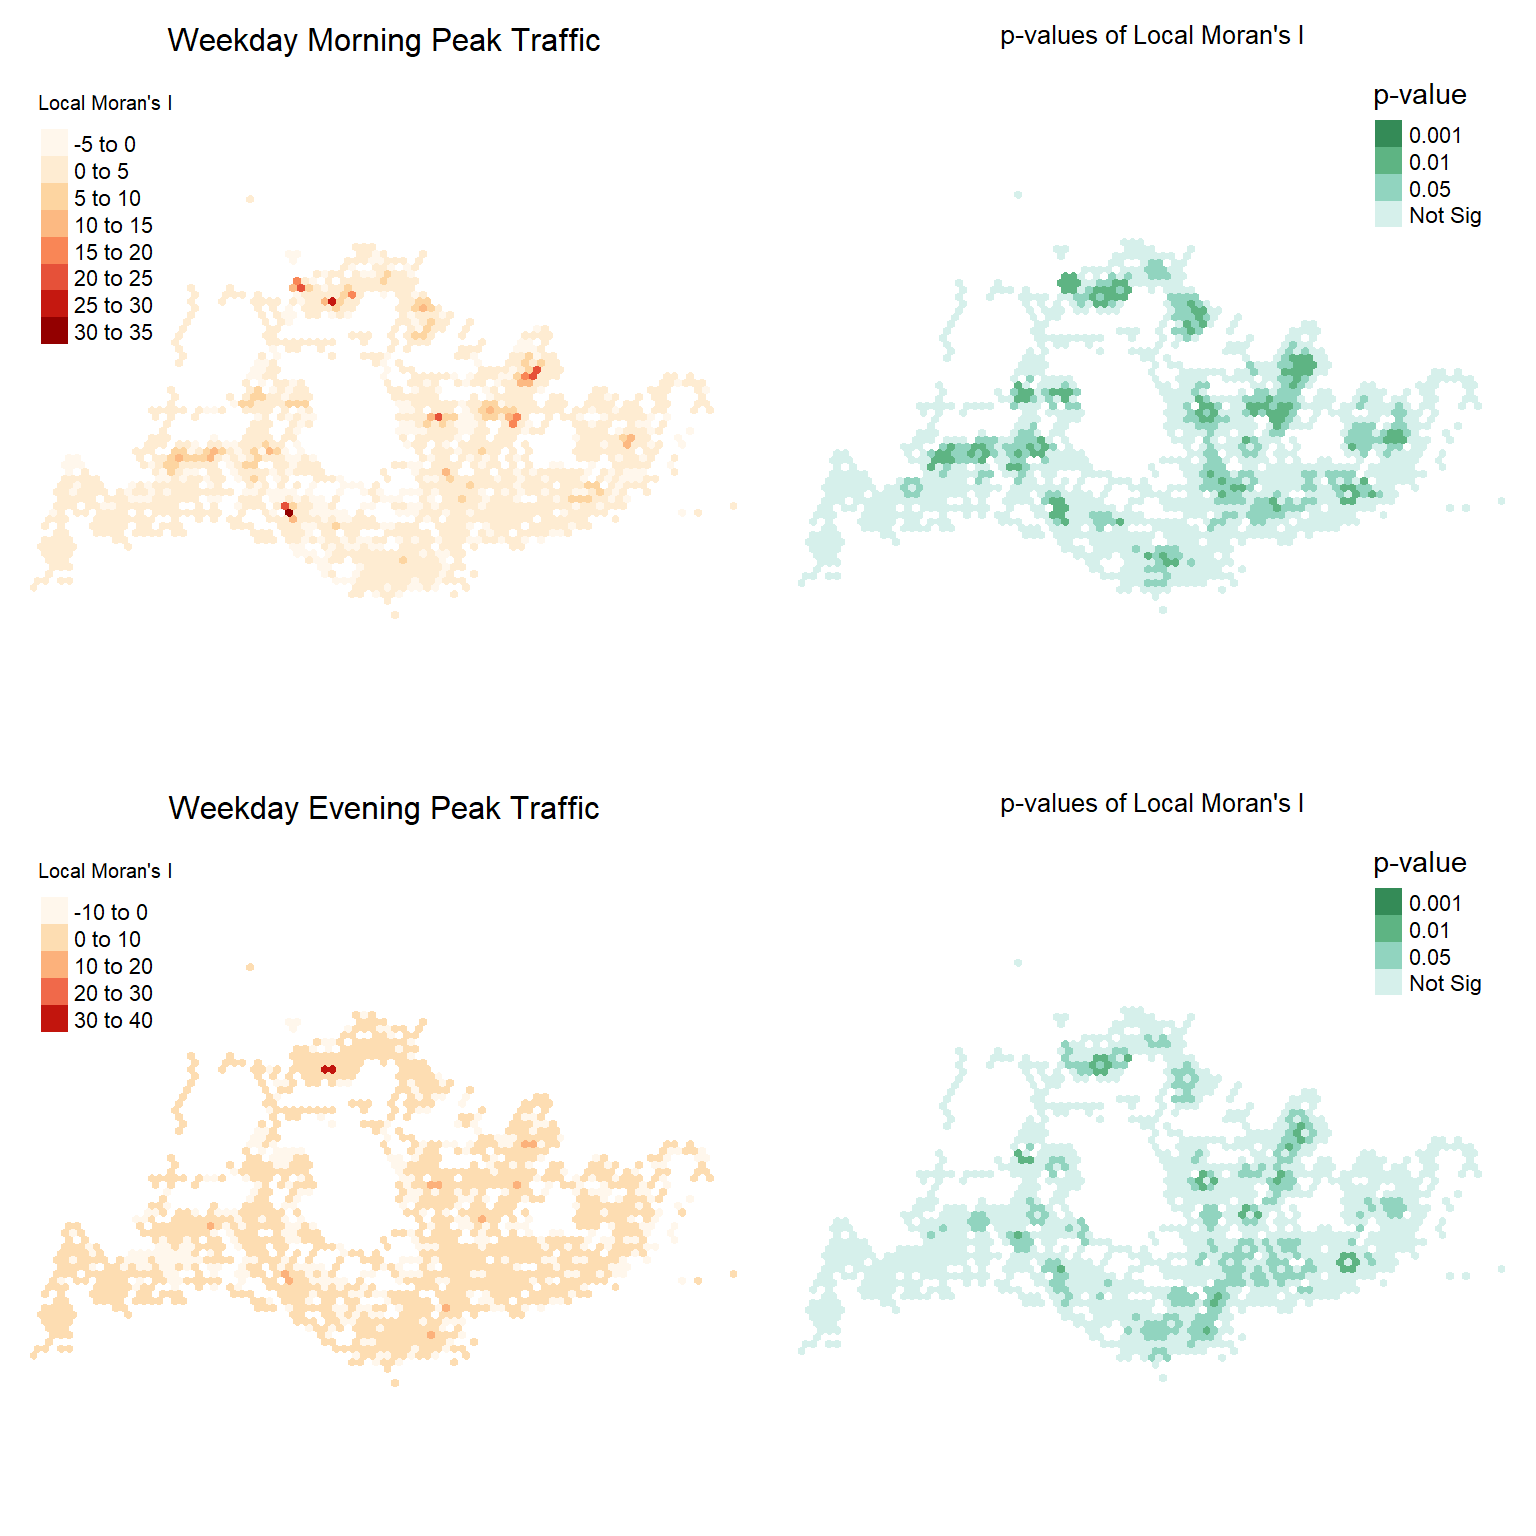 Weekday Morning Peak Traffic
Local Moran's I
-5 to 0
0 to 5
5 to 10
10 to 15
15 to 20
20 to 25
25 to 30
30 to 35
p-values of Local Moran's I
p-value
0.001
0.01
0.05
Not Sig
Weekday Evening Peak Traffic
Local Moran's I
-10 to 0
0 to 10
10 to 20
20 to 30
30 to 40
p-values of Local Moran's I
p-value
0.001
0.01
0.05
Not Sig